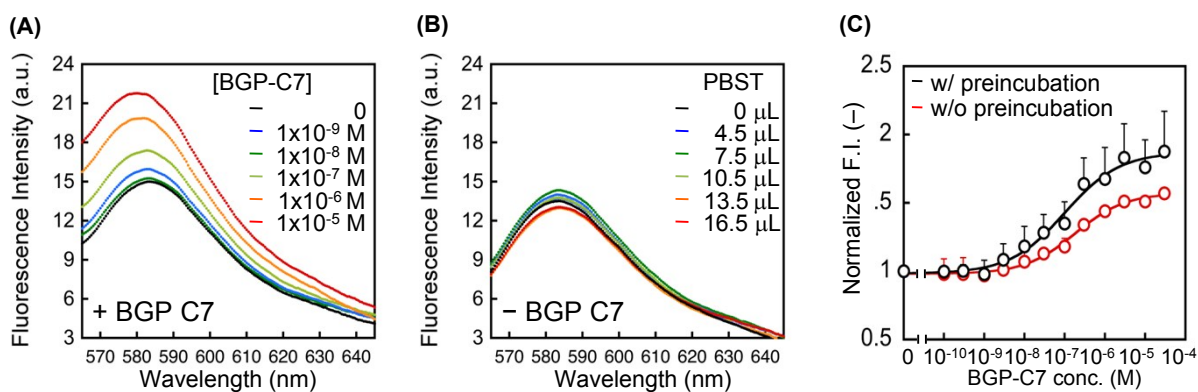 (A)
Fluorescence Intensity (a.u.)
24
21
18
15
12
9
6
3
[BGP-C7]
0
1x10⁻⁹ M
1x10⁻⁸ M
1x10⁻⁷ M
1x10⁻⁶ M
1x10⁻⁵ M
+ BGP C7
570 580 590 600 610 620 630 640
Wavelength (nm)
(B)
Fluorescence Intensity (a.u.)
24
21
18
15
12
9
6
3
PBST
0 μL
4.5 μL
7.5 μL
10.5 μL
13.5 μL
16.5 μL
− BGP C7
570 580 590 600 610 620 630 640
Wavelength (nm)
(C)
Normalized F.I. (−)
2.5
2
1.5
1
0.5
w/ preincubation
w/o preincubation
0 10⁻¹⁰ 10⁻⁹ 10⁻⁸ 10⁻⁷ 10⁻⁶ 10⁻⁵ 10⁻⁴
BGP-C7 conc. (M)